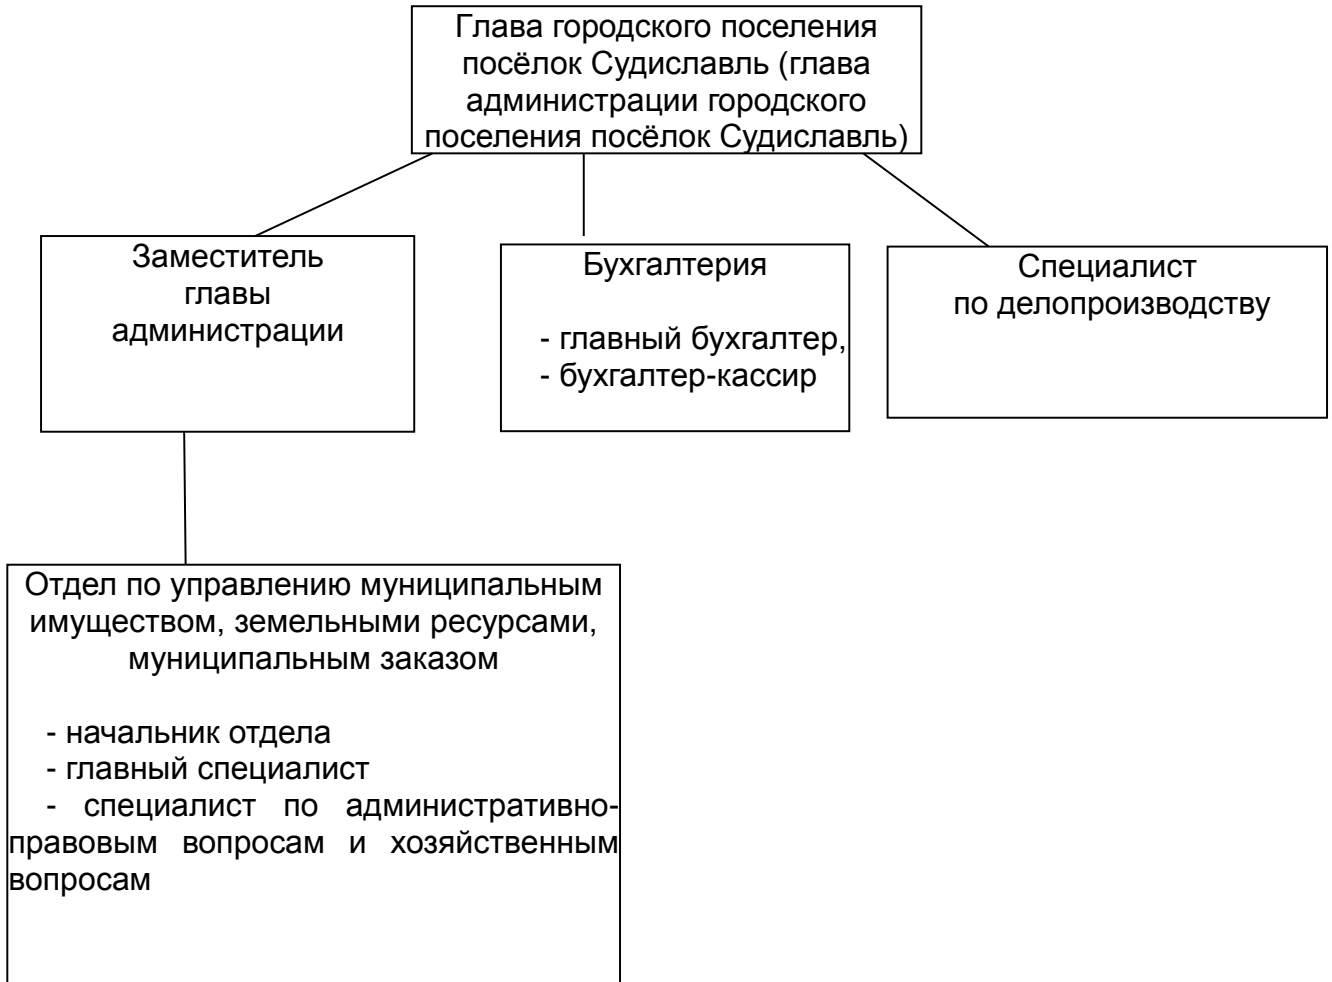 Глава городского поселения
посёлок Судиславль (глава
администрации городского
поселения посёлок Судиславль)
Заместитель
главы
администрации
Бухгалтерия
- главный бухгалтер,
- бухгалтер-кассир
Специалист
по делопроизводству
Отдел по управлению муниципальным
имуществом, земельными ресурсами,
муниципальным заказом
- начальник отдела
- главный специалист
- специалист по административно-
правовым вопросам и хозяйственным
вопросам